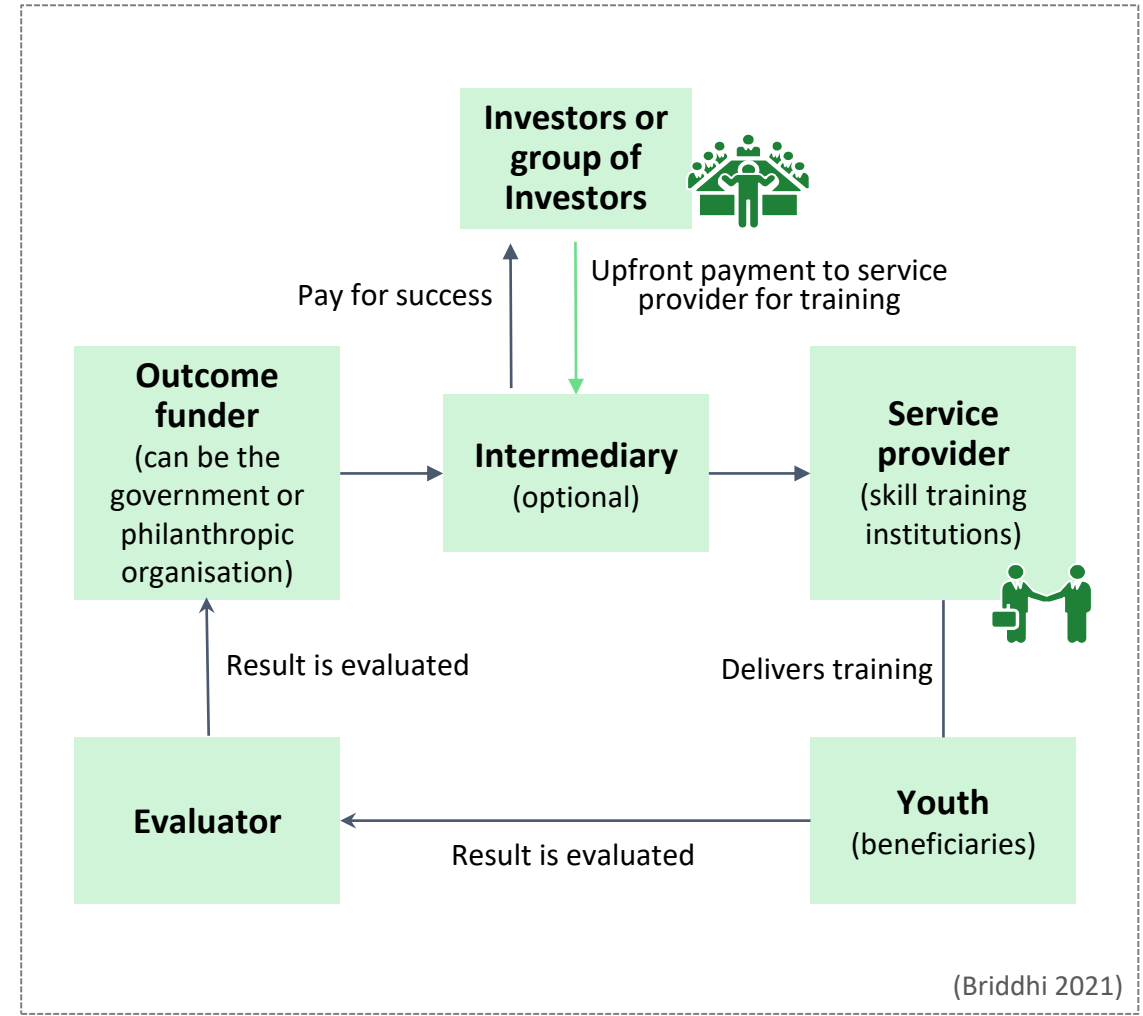 Investors or
group of
Investors
Pay for success
Upfront payment to service
provider for training
Outcome
funder
(can be the
government or
philanthropic
organisation)
Intermediary
(optional)
Service
provider
(skill training
institutions)
Result is evaluated
Delivers training
Evaluator
Result is evaluated
Youth
(beneficiaries)
(Briddhi 2021)